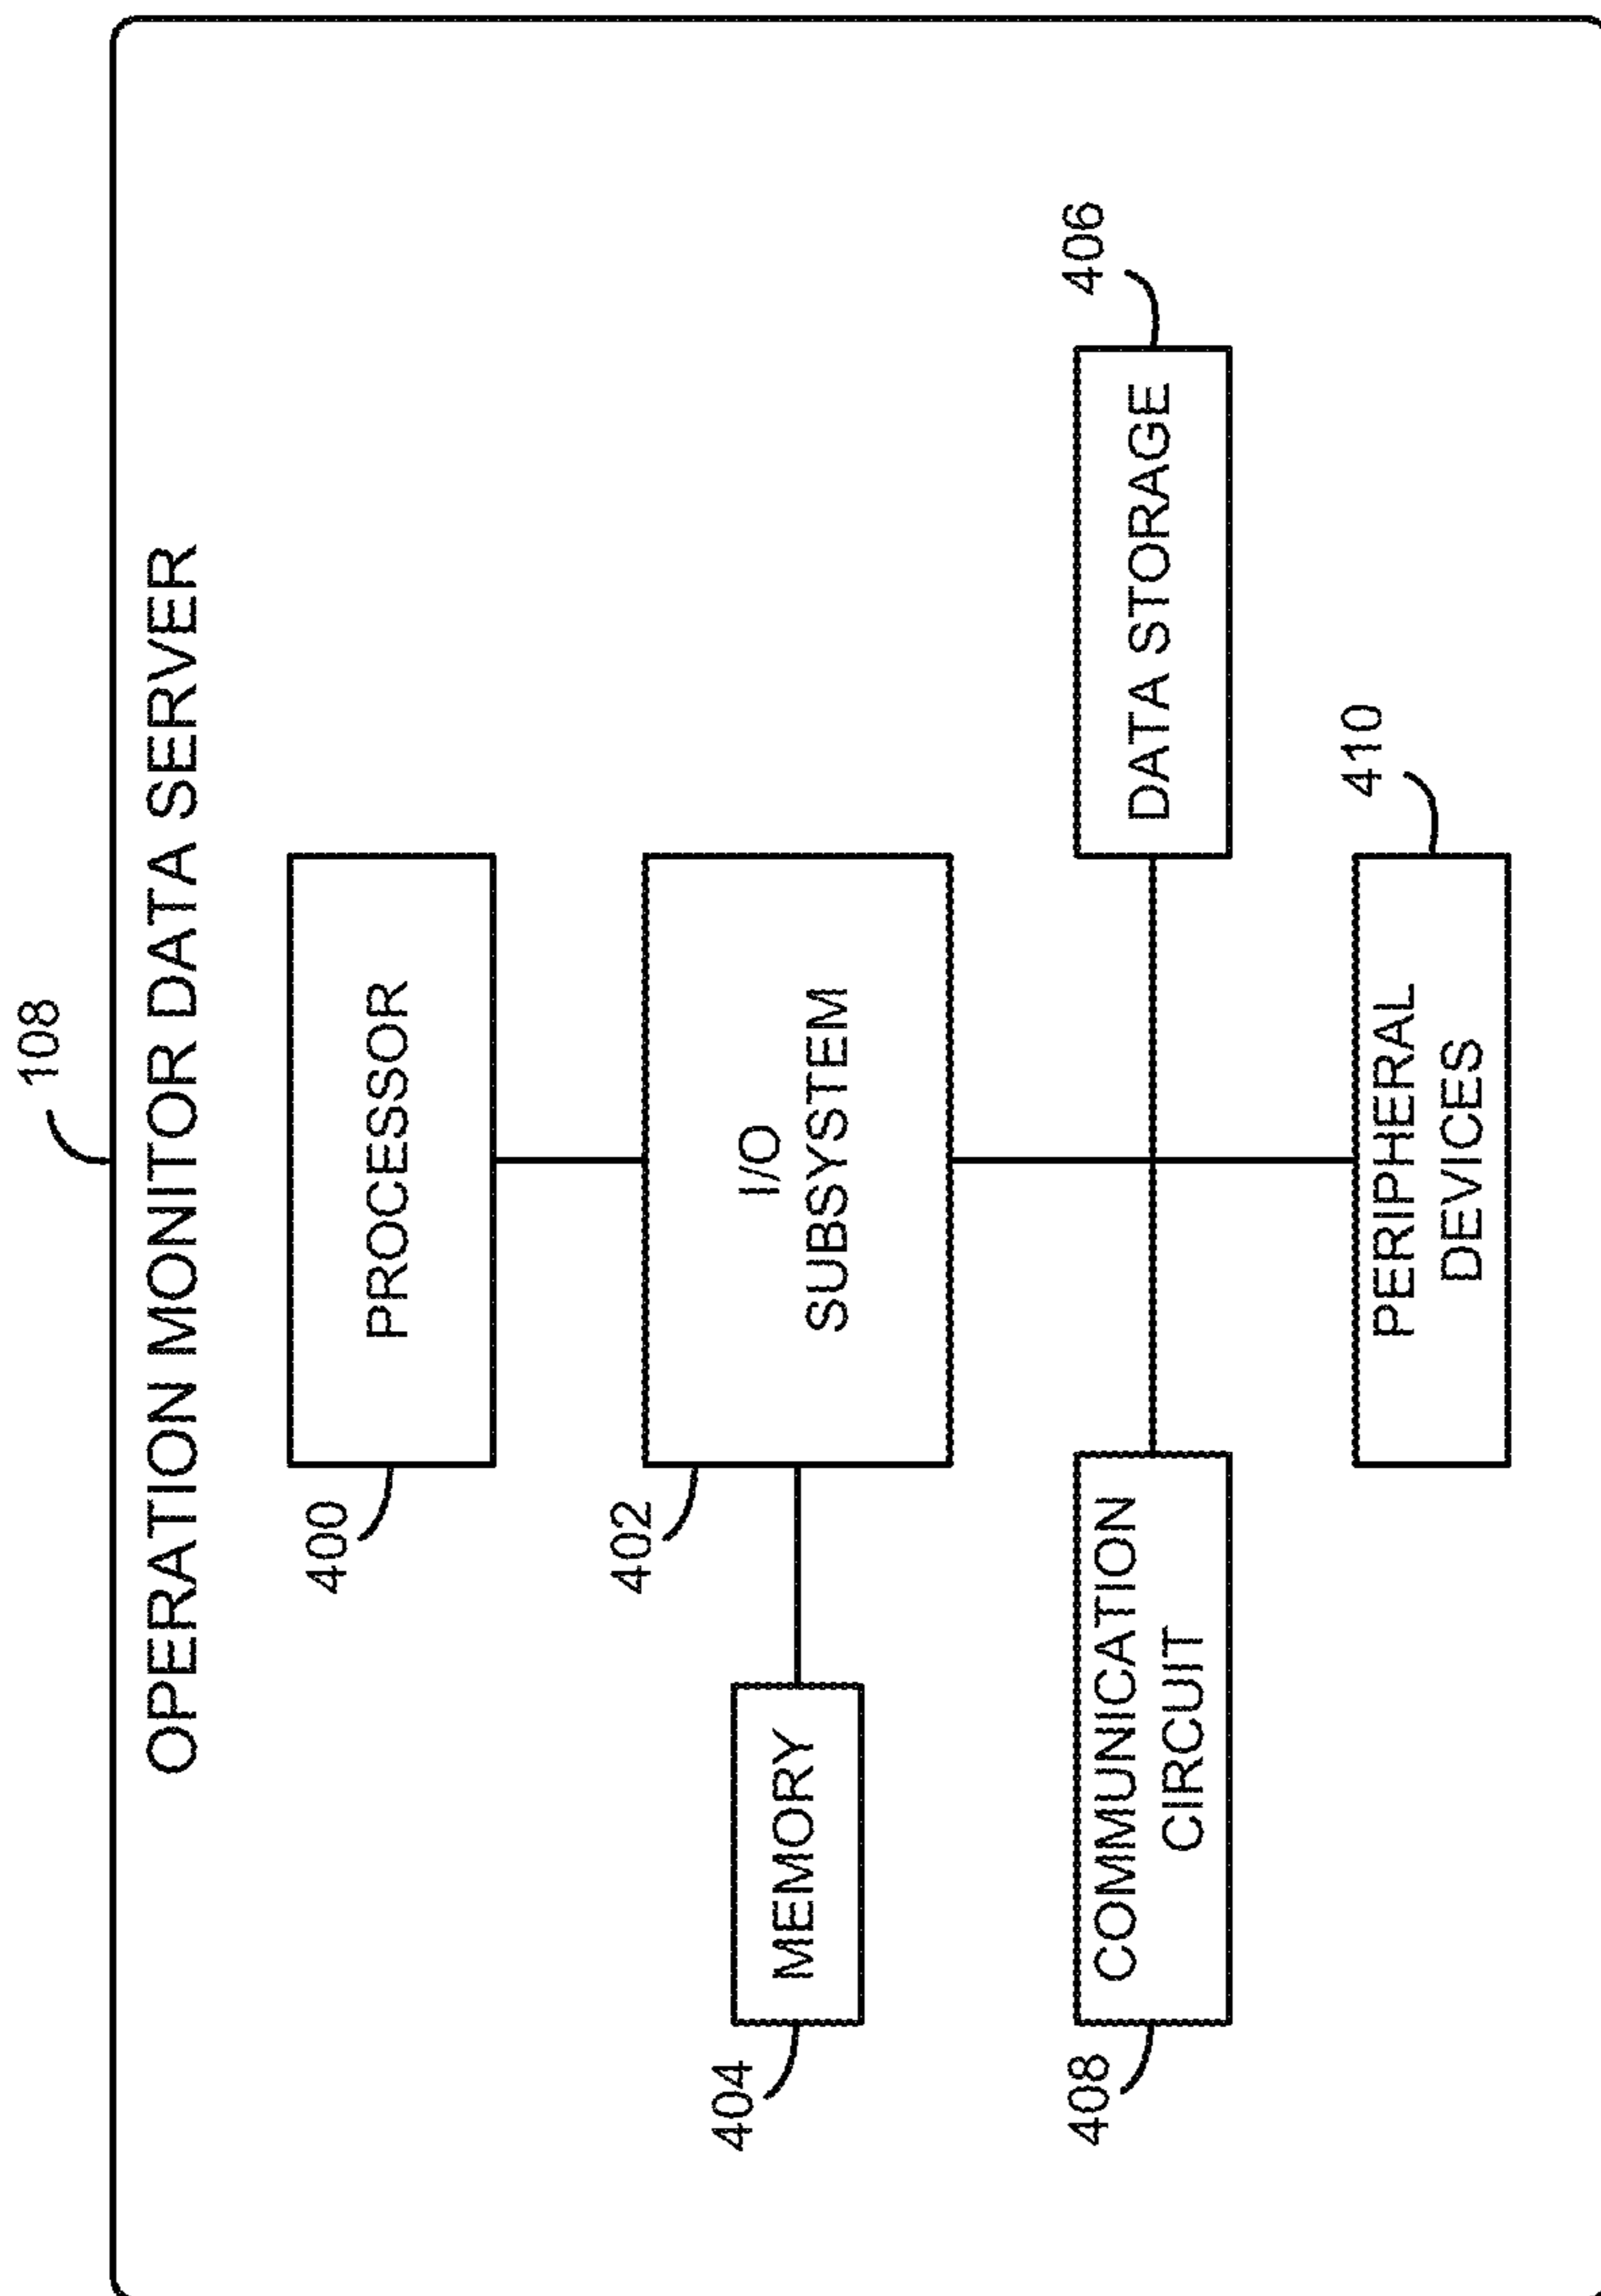 108
OPERATION MONITOR DATA SERVER
400
PROCESSOR
402
I/O
SUBSYSTEM
404
MEMORY
408
COMMUNICATION
CIRCUIT
DATA STORAGE
406
PERIPHERAL
DEVICES
410